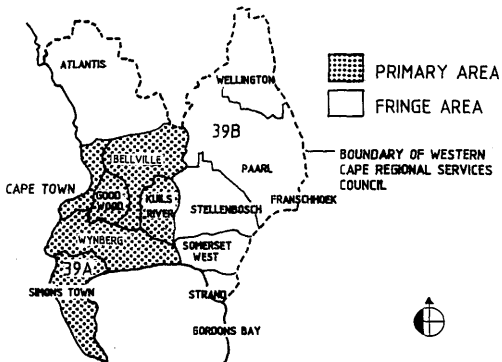 ATLANTIS
WELLINGTON
PRIMARY AREA
FRINGE AREA
39B
BELLVILLE
PAARL
BOUNDARY OF WESTERN
CAPE REGIONAL SERVICES
COUNCIL
CAPE TOWN
GOOD
WOOD
KUILS
RIVER
FRANSCHHOEK
STELLENBOSCH
WYNBERG
SOMERSET
WEST
39A
SIMONS TOWN
STRAND
GORDONS BAY